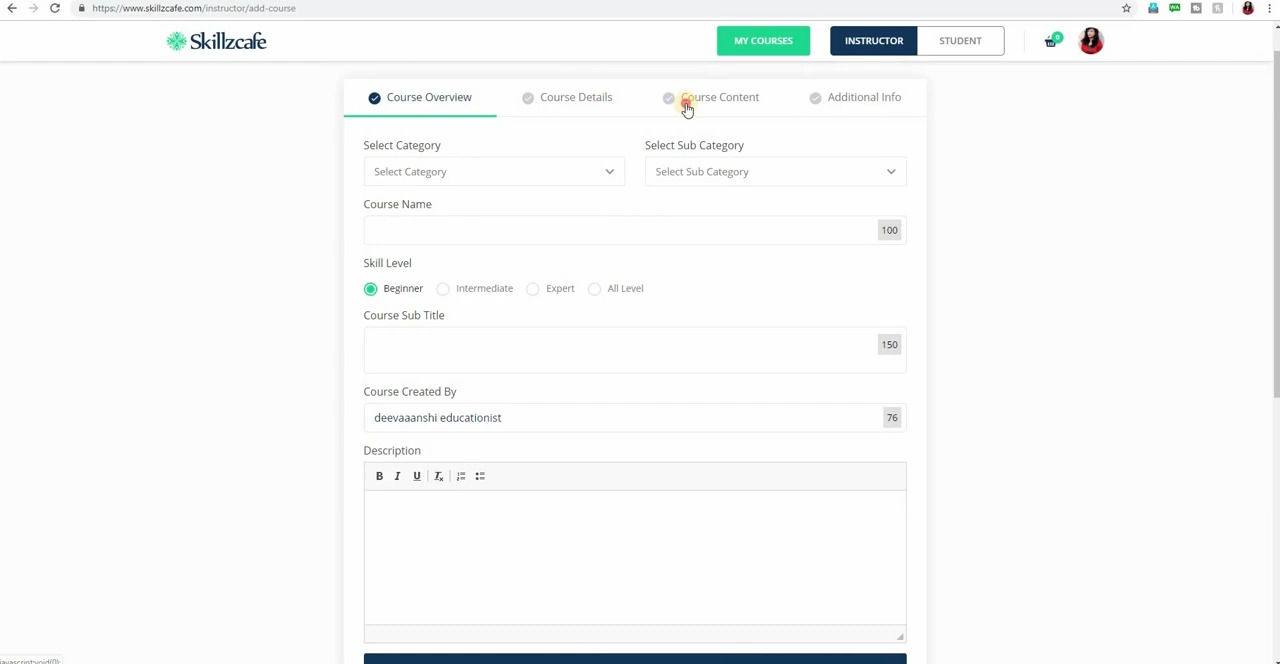 https://www.skillzcafe.com/instructor/add-course
Skillzcafe
MY COURSES
INSTRUCTOR
STUDENT
0
Course Overview
Course Details
Course Content
Additional Info
Select Category
Select Sub Category
Select Category
Select Sub Category
Course Name
100
Skill Level
Beginner
Intermediate
Expert
All Level
Course Sub Title
150
Course Created By
deevaaanshi educationist
76
Description
B I U